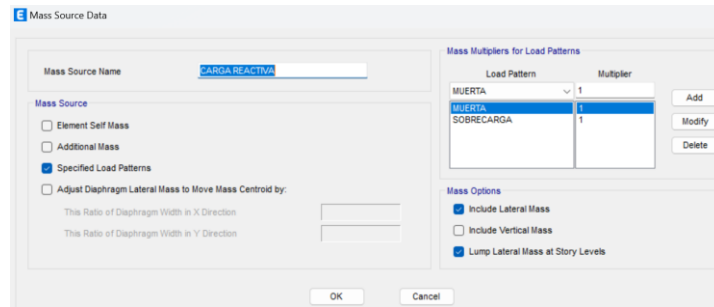 E Mass Source Data
Mass Source Name CARGA REACTIVA
Mass Source
Element Self Mass
Additional Mass
Specified Load Patterns
Adjust Diaphragm Lateral Mass to Move Mass Centroid by:
This Ratio of Diaphragm Width in X Direction
This Ratio of Diaphragm Width in Y Direction
Mass Multipliers for Load Patterns
Load Pattern Multiplier
MUERTA 1
MUERTA 1
SOBRECARGA 1
Add
Modify
Delete
Mass Options
Include Lateral Mass
Include Vertical Mass
Lump Lateral Mass at Story Levels
OK Cancel